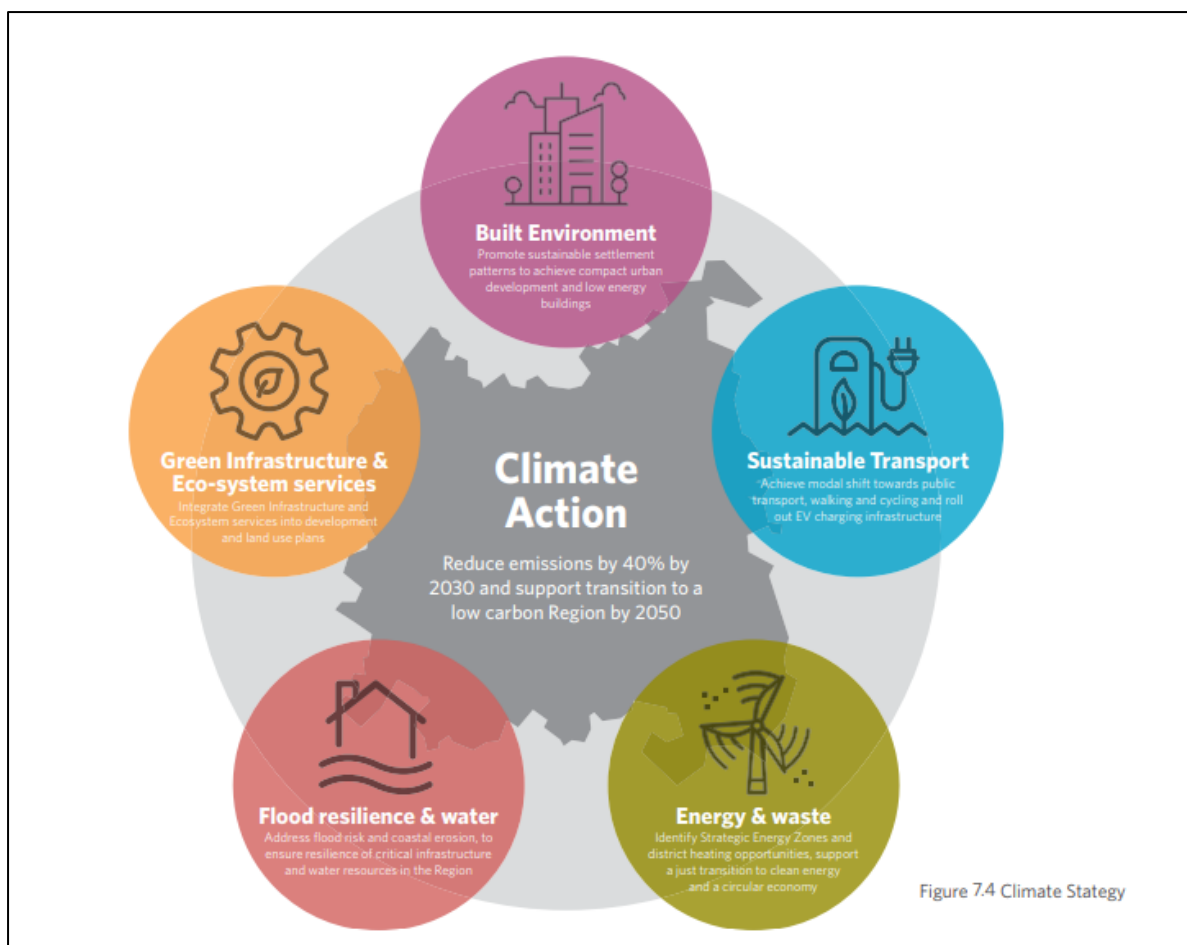 Built Environment
Promote sustainable settlement
patterns to achieve compact urban
development and low energy
buildings
Green Infrastructure &
Eco-system services
Integrate Green Infrastructure and
Ecosystem services into development
and land use plans
Climate
Action
Reduce emissions by 40% by
2030 and support transition to a
low carbon Region by 2050
Sustainable Transport
Achieve modal shift towards public
transport, walking and cycling and roll
out EV charging infrastructure
Flood resilience & water
Address flood risk and coastal erosion, to
ensure resilience of critical infrastructure
and water resources in the Region
Energy & waste
Identify Strategic Energy Zones and
district heating opportunities, support
a just transition to clean energy
and a circular economy
Figure 7.4 Climate Stategy